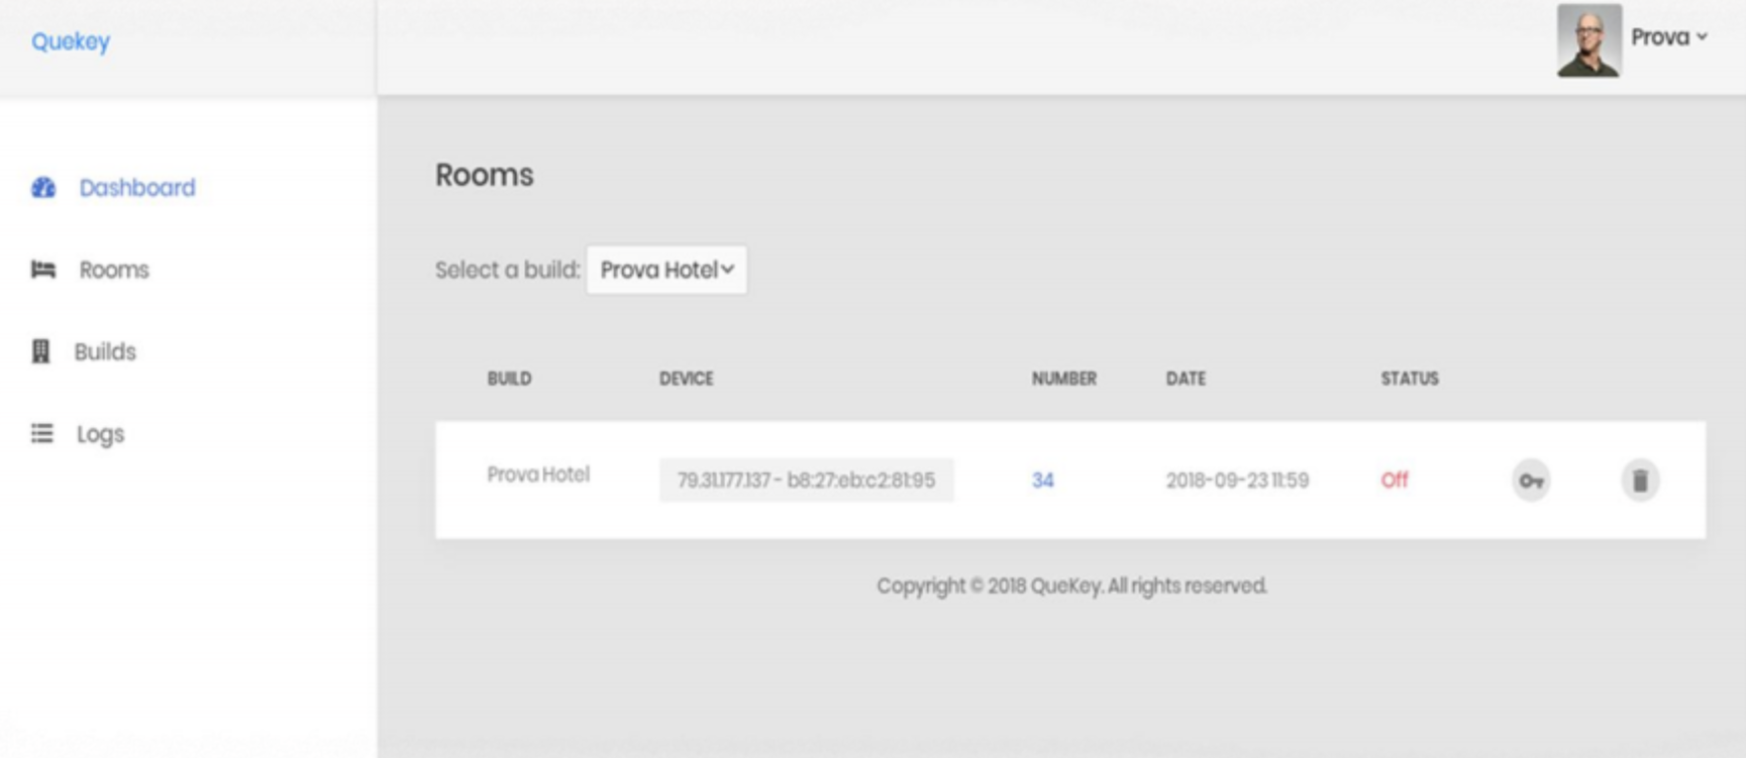 Quekey
Prova
Dashboard
Rooms
Builds
Logs
Rooms
Select a build: Prova Hotel
BUILD DEVICE NUMBER DATE STATUS
Prova Hotel 79.31.177.137 - b8:27:eb:c2:81:95 34 2018-09-23 11:59 Off
Copyright © 2018 QueKey. All rights reserved.